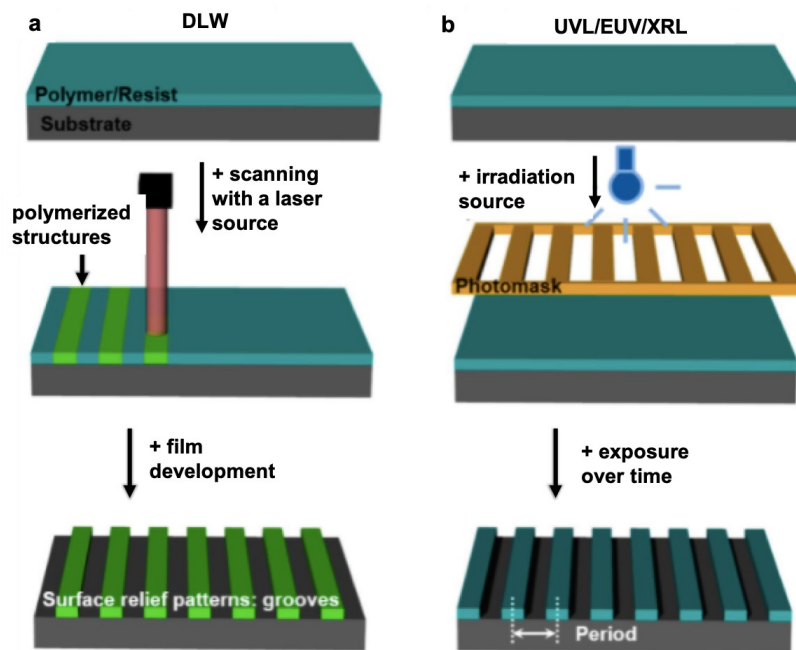 a
DLW
Polymer/Resist
Substrate
+ scanning
with a laser
source
polymerized
structures
+ film
development
Surface relief patterns: grooves
b
UVL/EUV/XRL
+ irradiation
source
Photomask
+ exposure
over time
Period